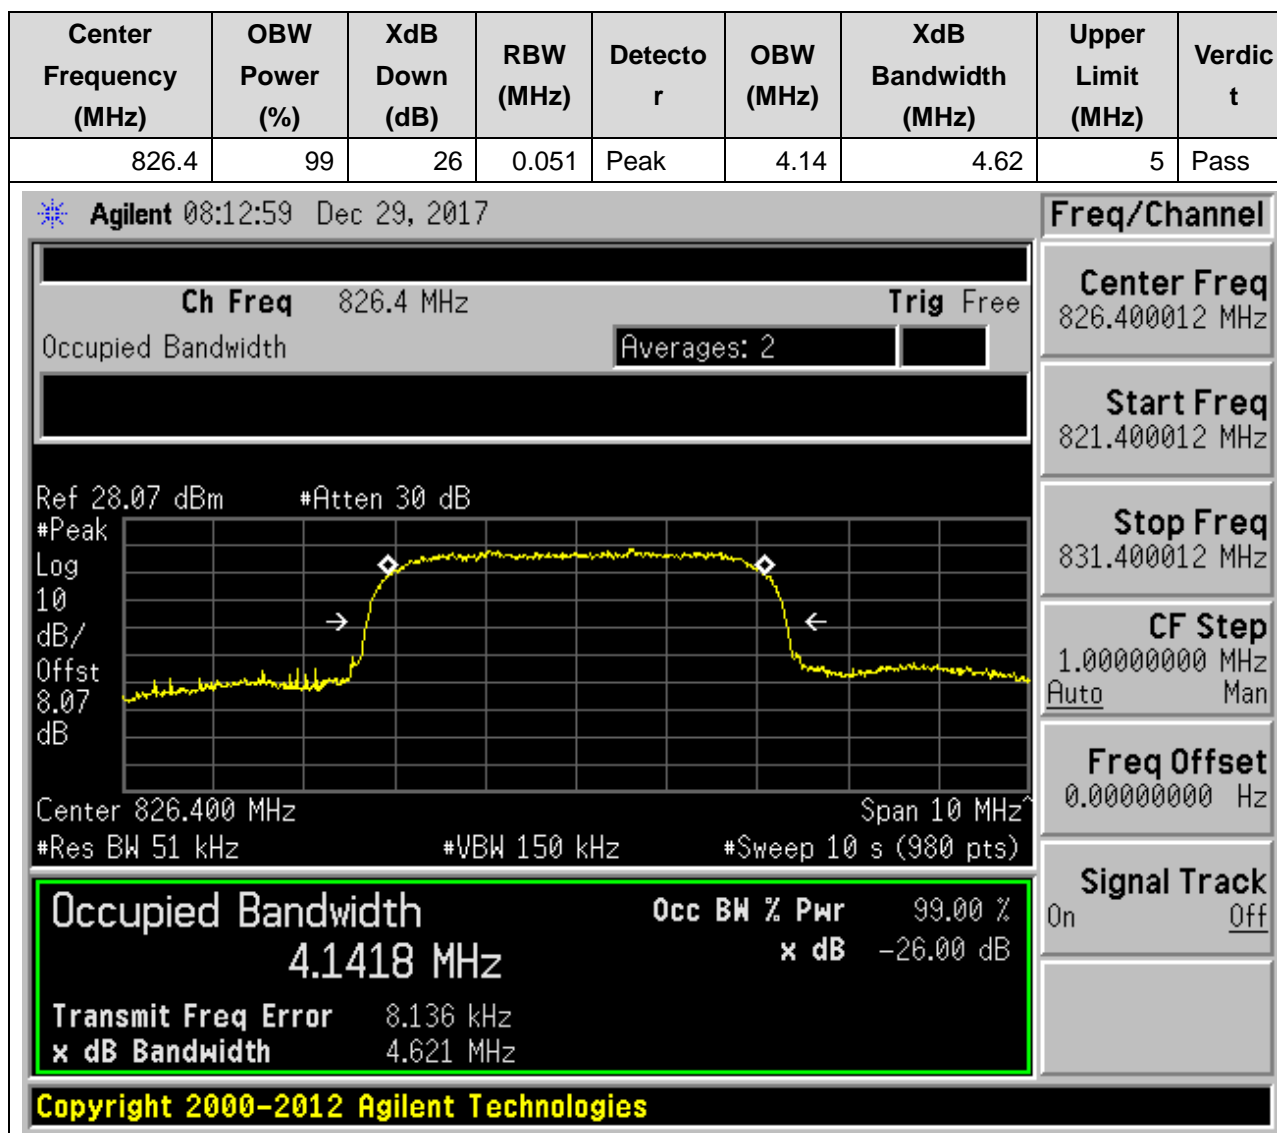 Center Frequency (MHz) OBW Power (%) XdB Down (dB) RBW (MHz) Detecto r OBW (MHz) XdB Bandwidth (MHz) Upper Limit (MHz) Verdic t
826.4 99 26 0.051 Peak 4.14 4.62 5 Pass
Agilent 08:12:59 Dec 29, 2017
Ch Freq 826.4 MHz Trig Free
Occupied Bandwidth Averages: 2
Ref 28.07 dBm #Atten 30 dB
#Peak
Log
10
dB/
Offst
8.07
dB
Center 826.400 MHz Span 10 MHz^
#Res BW 51 kHz #VBW 150 kHz #Sweep 10 s (980 pts)
Occupied Bandwidth Occ BW % Pwr 99.00 %
4.1418 MHz x dB -26.00 dB
Transmit Freq Error 8.136 kHz
x dB Bandwidth 4.621 MHz
Copyright 2000-2012 Agilent Technologies
Freq/Channel
Center Freq
826.400012 MHz
Start Freq
821.400012 MHz
Stop Freq
831.400012 MHz
CF Step
1.00000000 MHz
Auto Man
Freq Offset
0.00000000 Hz
Signal Track
On Off